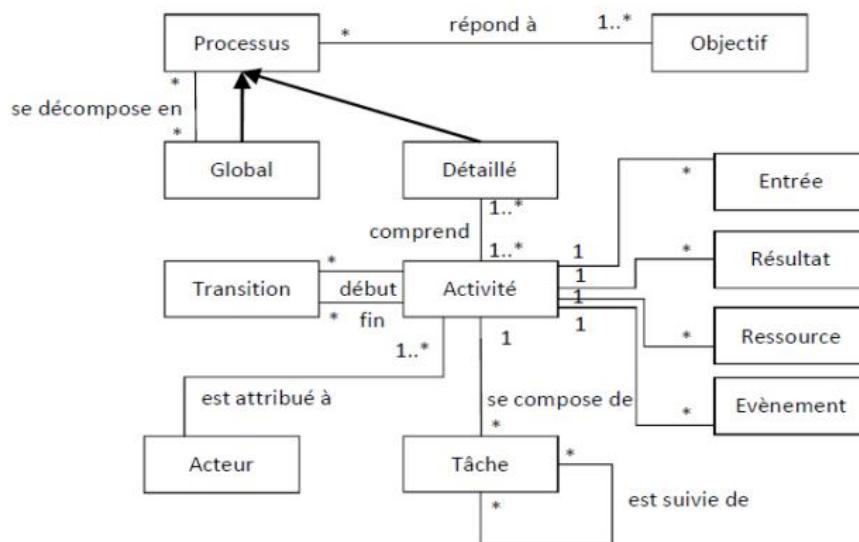 Processus
*
répond à
1..*
Objectif
*
se décompose en
*
Global
Détaillé
*
Entrée
1..*
comprend
1..*
1
*
Résultat
*
Transition
début
Activité
1
1
*
fin
1
*
Ressource
1..*
1
est attribué à
se compose de
*
Evènement
*
Acteur
Tâche
*
est suivie de
*